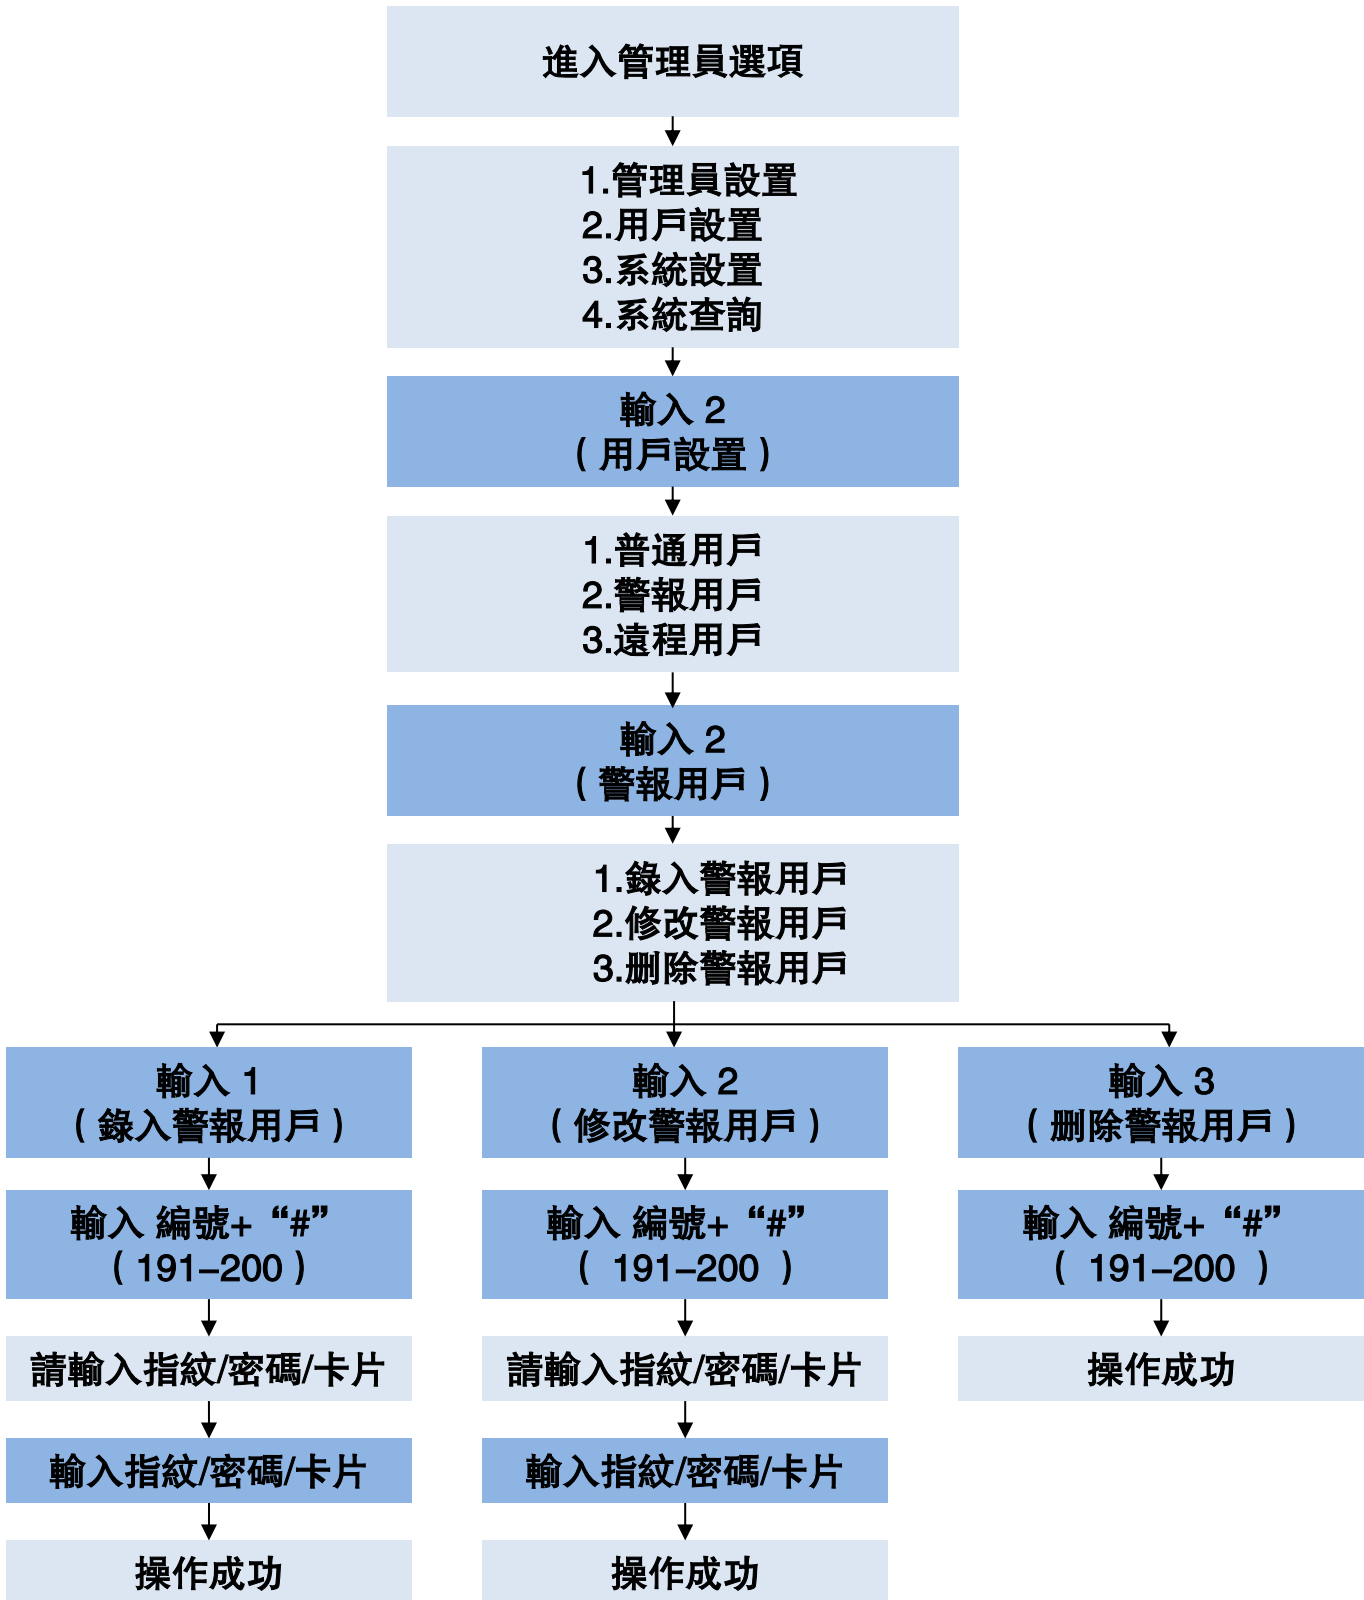 進入管理員選項
1.管理員設置
2.用戶設置
3.系統設置
4.系統查詢
輸入 2
( 用戶設置 )
1.普通用戶
2.警報用戶
3.遠程用戶
輸入 2
( 警報用戶 )
1.錄入警報用戶
2.修改警報用戶
3.刪除警報用戶
輸入 1
( 錄入警報用戶 )
輸入 編號+ “#”
( 191–200 )
請輸入指紋/密碼/卡片
輸入指紋/密碼/卡片
操作成功
輸入 2
( 修改警報用戶 )
輸入 編號+ “#”
( 191–200 )
請輸入指紋/密碼/卡片
輸入指紋/密碼/卡片
操作成功
輸入 3
( 刪除警報用戶 )
輸入 編號+ “#”
( 191–200 )
操作成功